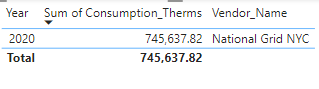 Year Sum of Consumption_Therms Vendor_Name
2020 745,637.82 National Grid NYC
Total 745,637.82